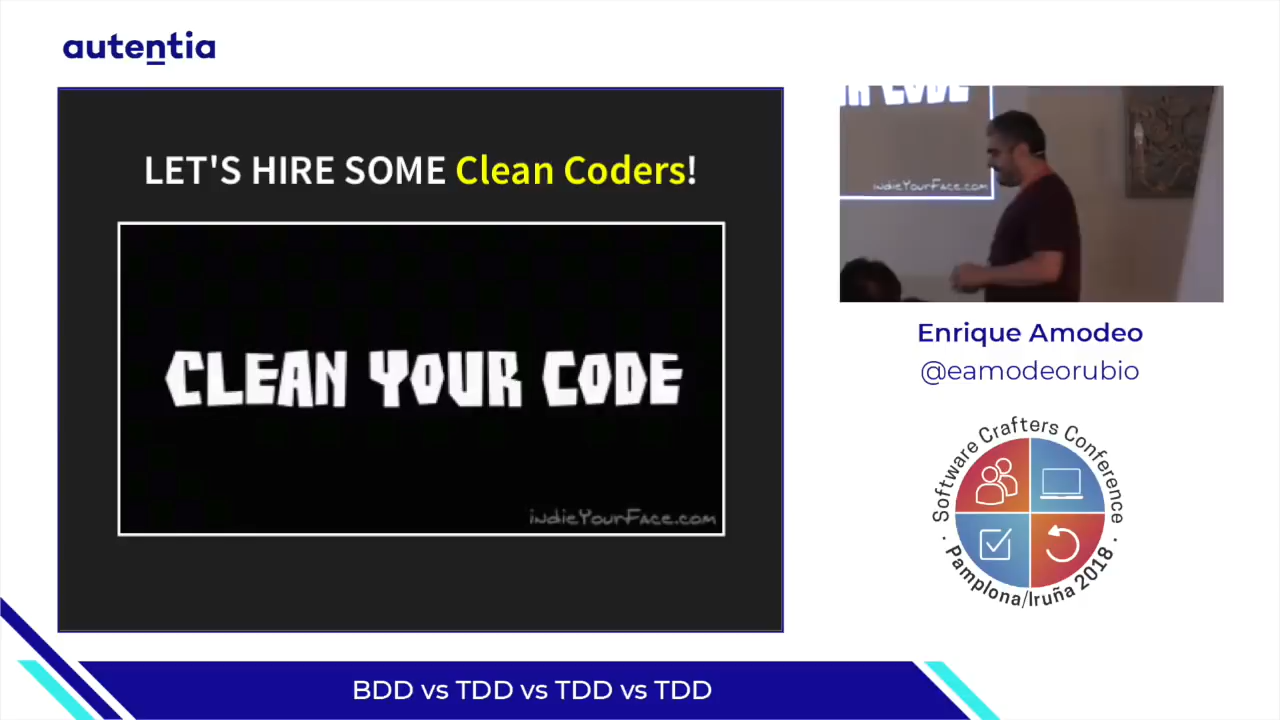 autentia
LET'S HIRE SOME Clean Coders!
CLEAN YOUR CODE
indieYourFace.com
CODE
indieYourFace.com
Enrique Amodeo
@eamodeorubio
Software Crafters Conference
· Pamplona/Iruña 2018 ·
BDD vs TDD vs TDD vs TDD